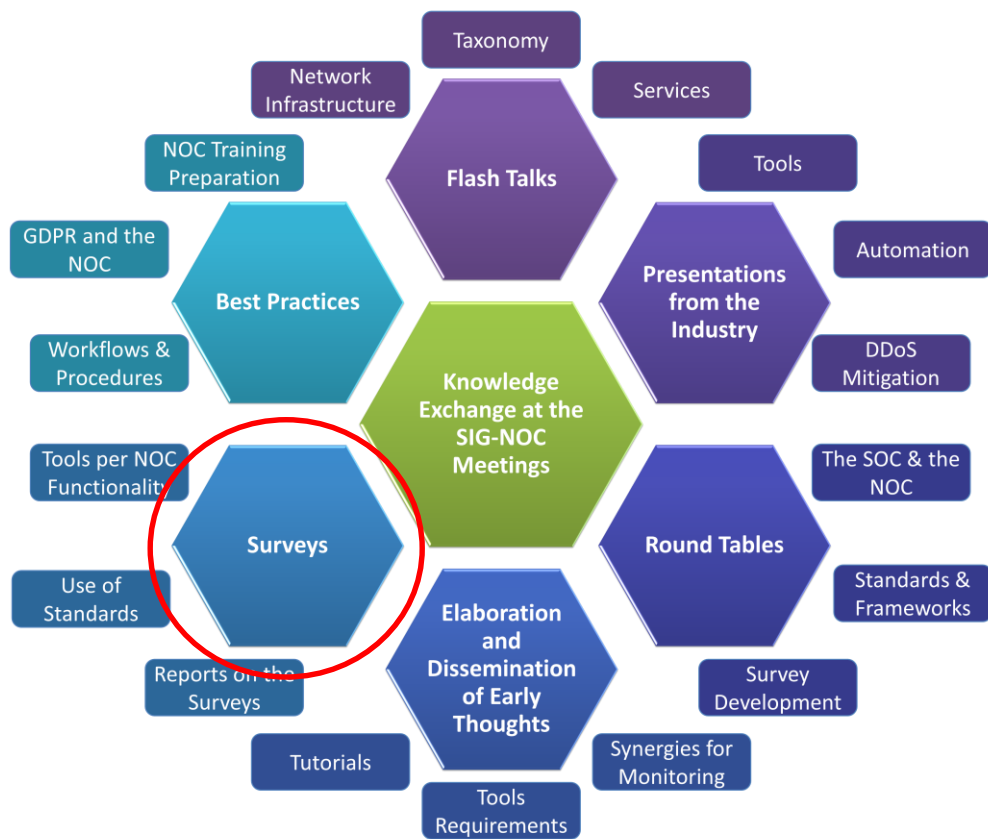 Taxonomy
Network
Infrastructure
Services
NOC Training
Preparation
Flash Talks
Tools
GDPR and the
NOC
Automation
Best Practices
Presentations
from the
Industry
Workflows &
Procedures
DDoS
Mitigation
Knowledge
Exchange at the
SIG-NOC
Meetings
Tools per NOC
Functionality
The SOC & the
NOC
Surveys
Round Tables
Use of
Standards
Standards &
Frameworks
Elaboration
and
Dissemination
of Early
Thoughts
Reports on the
Surveys
Survey
Development
Tutorials
Synergies for
Monitoring
Tools
Requirements